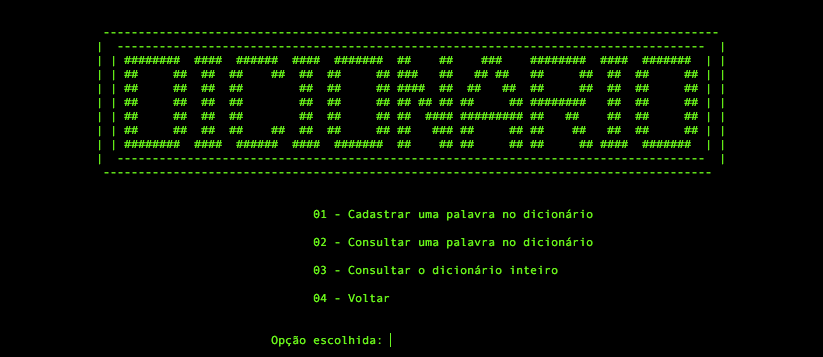 DICIONARIO
01 - Cadastrar uma palavra no dicionário
02 - Consultar uma palavra no dicionário
03 - Consultar o dicionário inteiro
04 - Voltar
Opção escolhida: